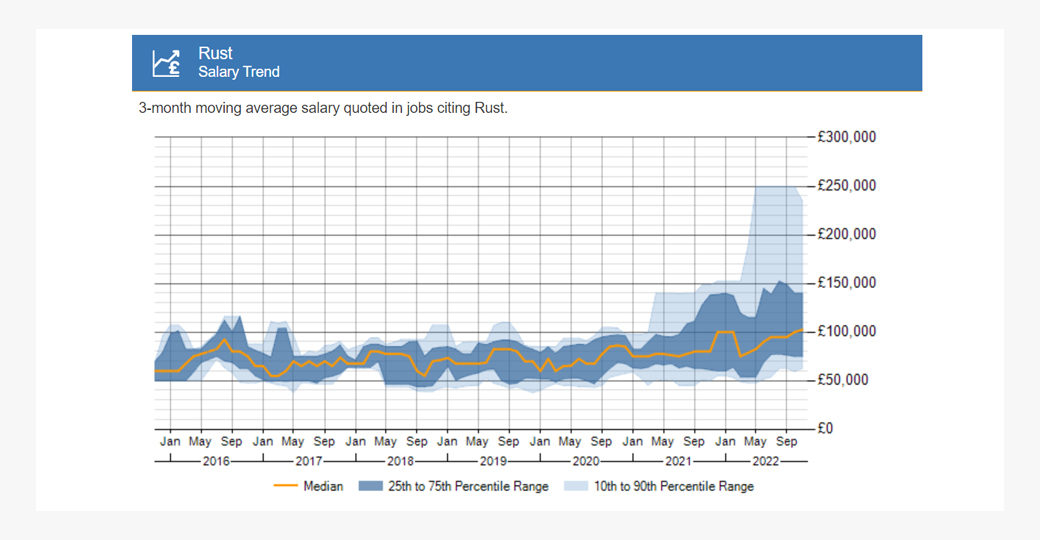 Rust
Salary Trend
3-month moving average salary quoted in jobs citing Rust.
£300,000
£250,000
£200,000
£150,000
£100,000
£50,000
£0
Jan May Sep Jan May Sep Jan May Sep Jan May Sep Jan May Sep Jan May Sep Jan May Sep
2016 2017 2018 2019 2020 2021 2022
Median 25th to 75th Percentile Range 10th to 90th Percentile Range